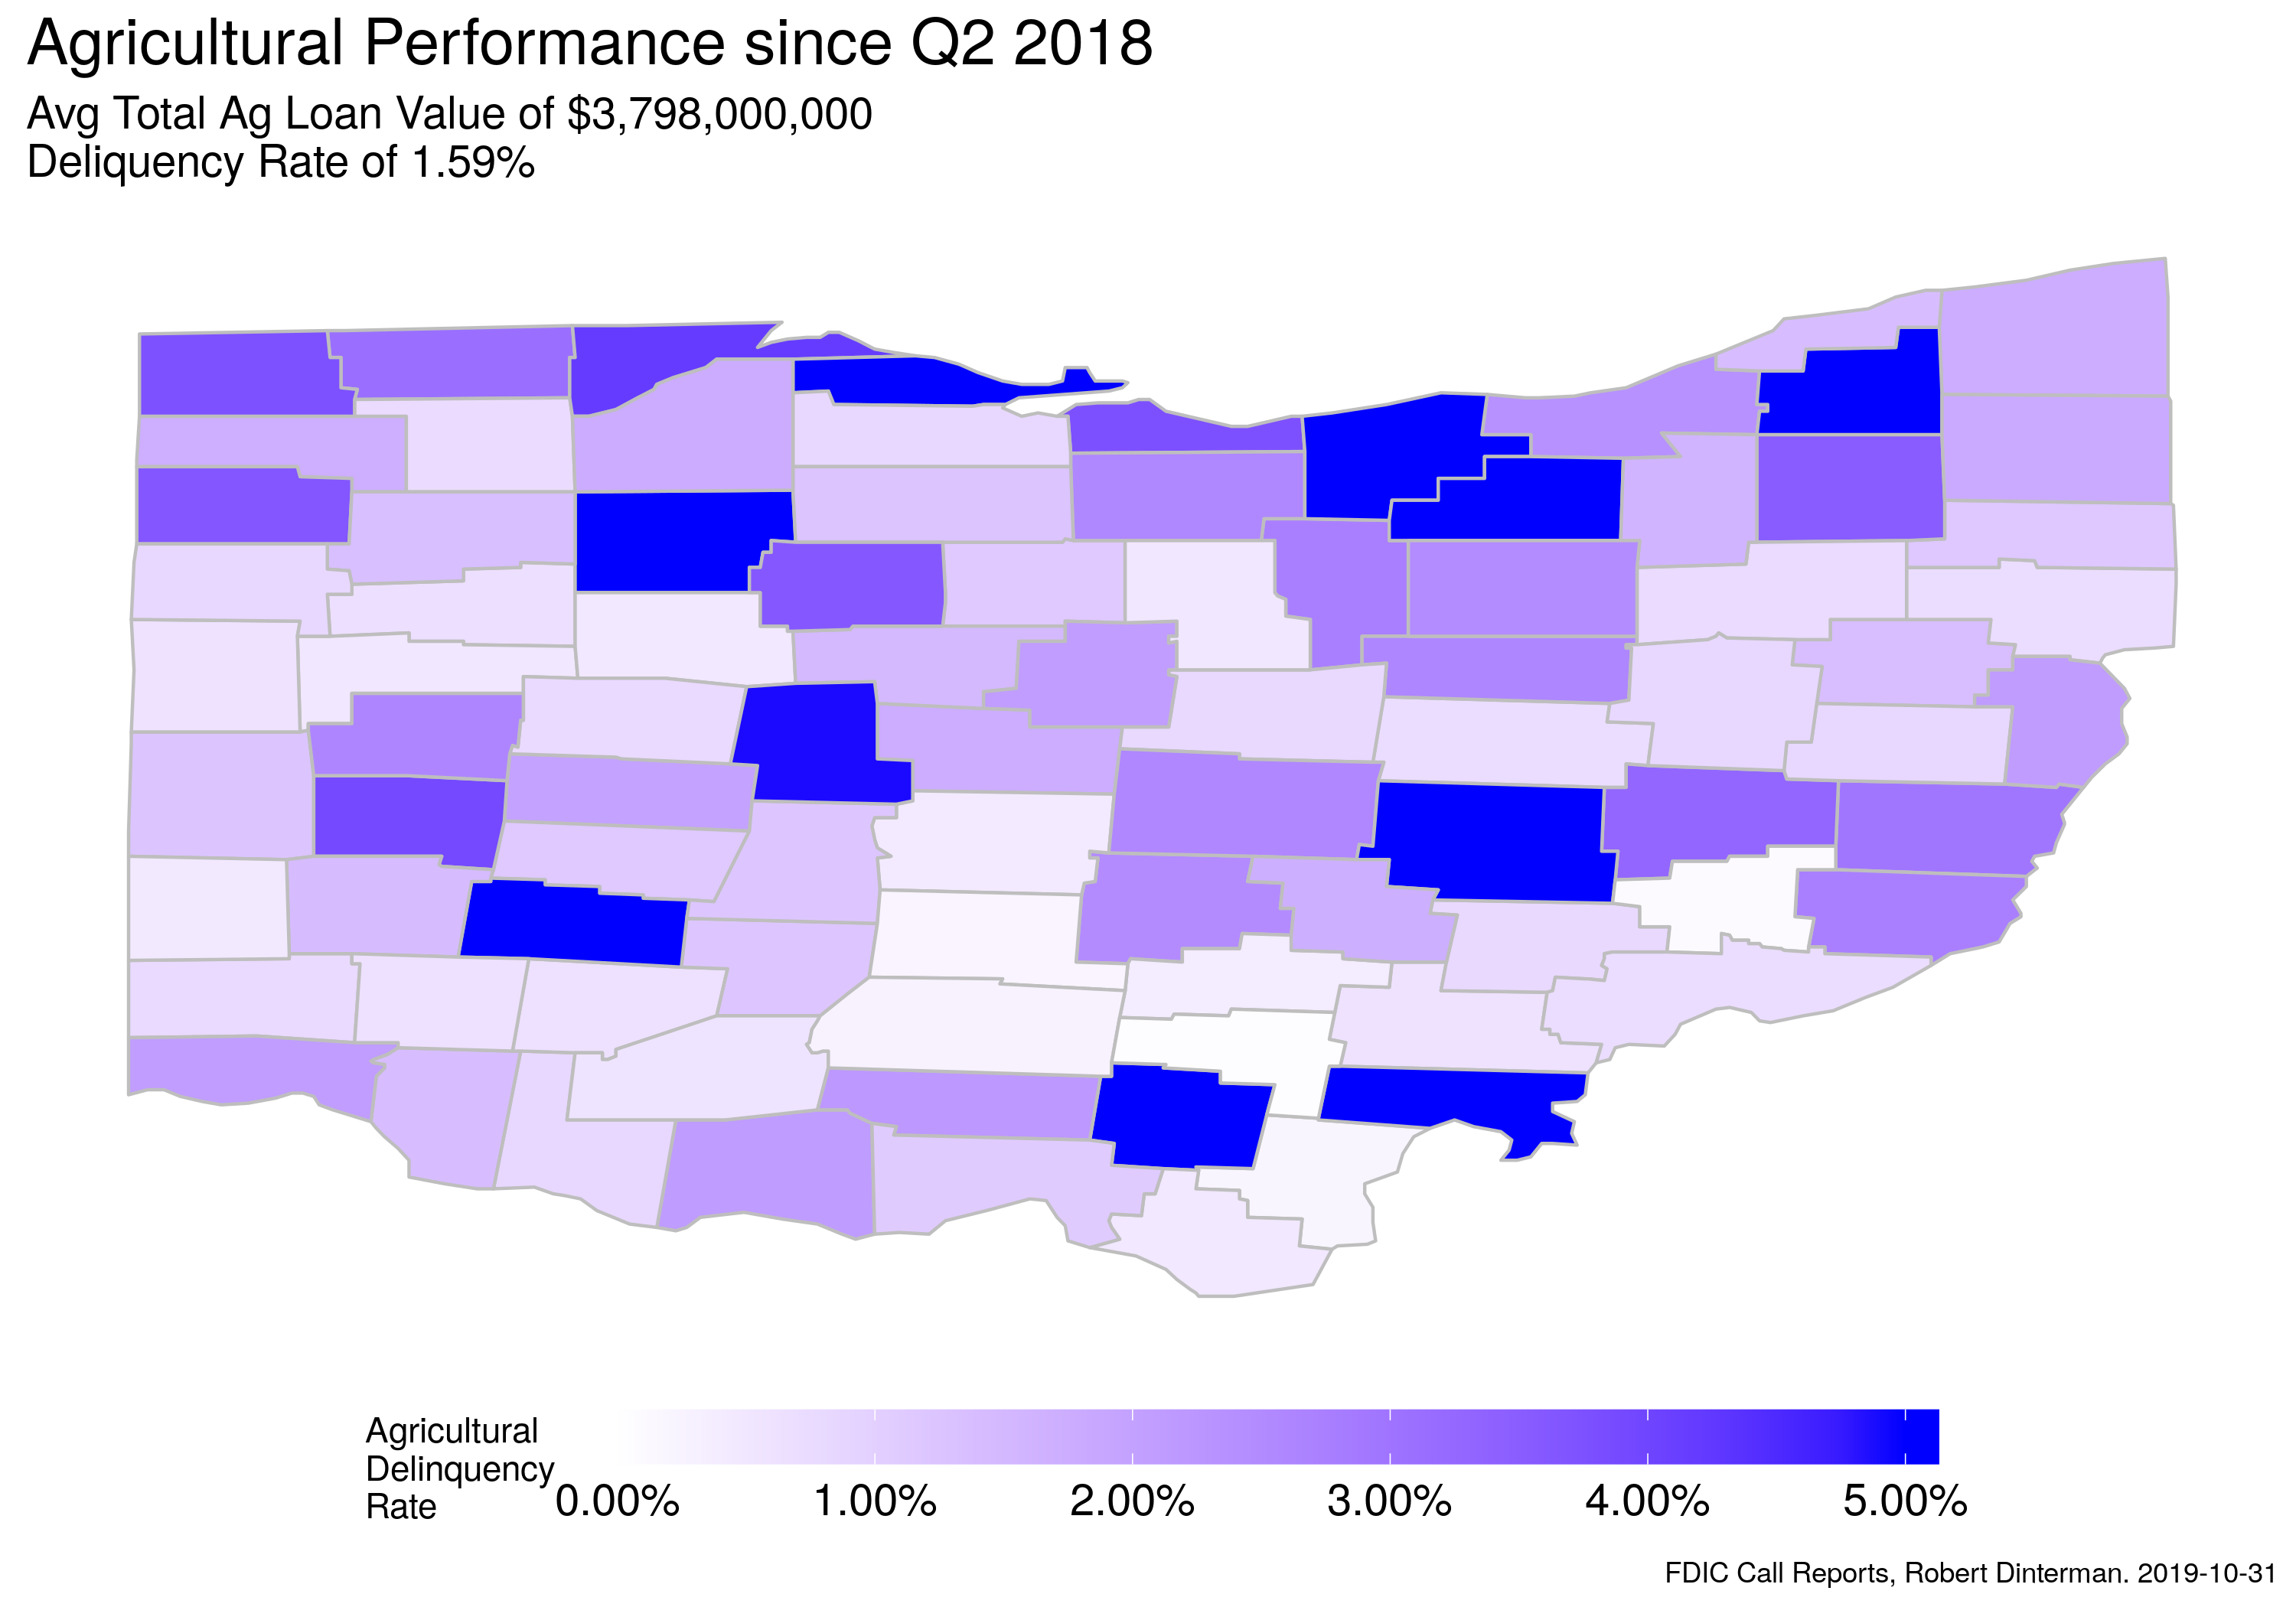 Agricultural Performance since Q2 2018
Avg Total Ag Loan Value of $3,798,000,000
Deliquency Rate of 1.59%
Agricultural
Delinquency
Rate
0.00% 1.00% 2.00% 3.00% 4.00% 5.00%
FDIC Call Reports, Robert Dinterman. 2019-10-31